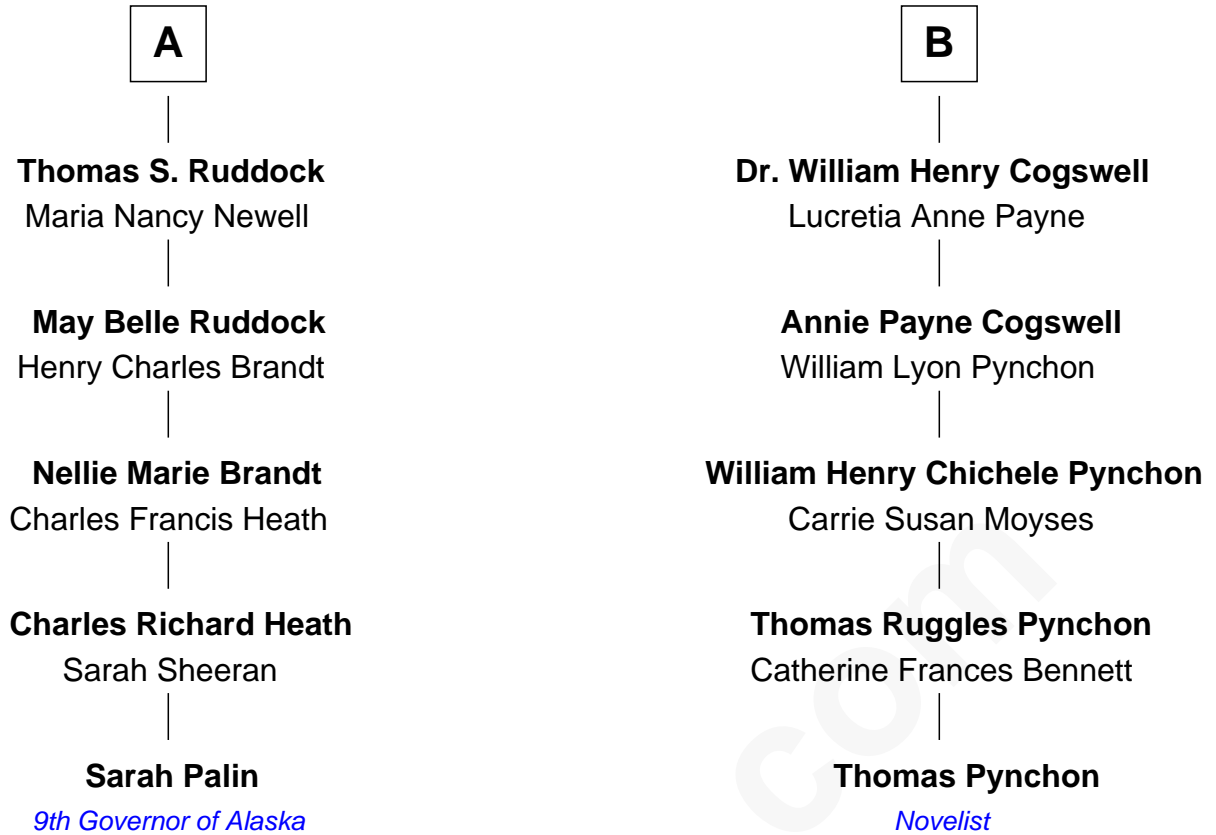 A
Thomas S. Ruddock
Maria Nancy Newell
May Belle Ruddock
Henry Charles Brandt
Nellie Marie Brandt
Charles Francis Heath
Charles Richard Heath
Sarah Sheeran
Sarah Palin
9th Governor of Alaska
B
Dr. William Henry Cogswell
Lucretia Anne Payne
Annie Payne Cogswell
William Lyon Pynchon
William Henry Chichele Pynchon
Carrie Susan Moyses
Thomas Ruggles Pynchon
Catherine Frances Bennett
Thomas Pynchon
Novelist
com